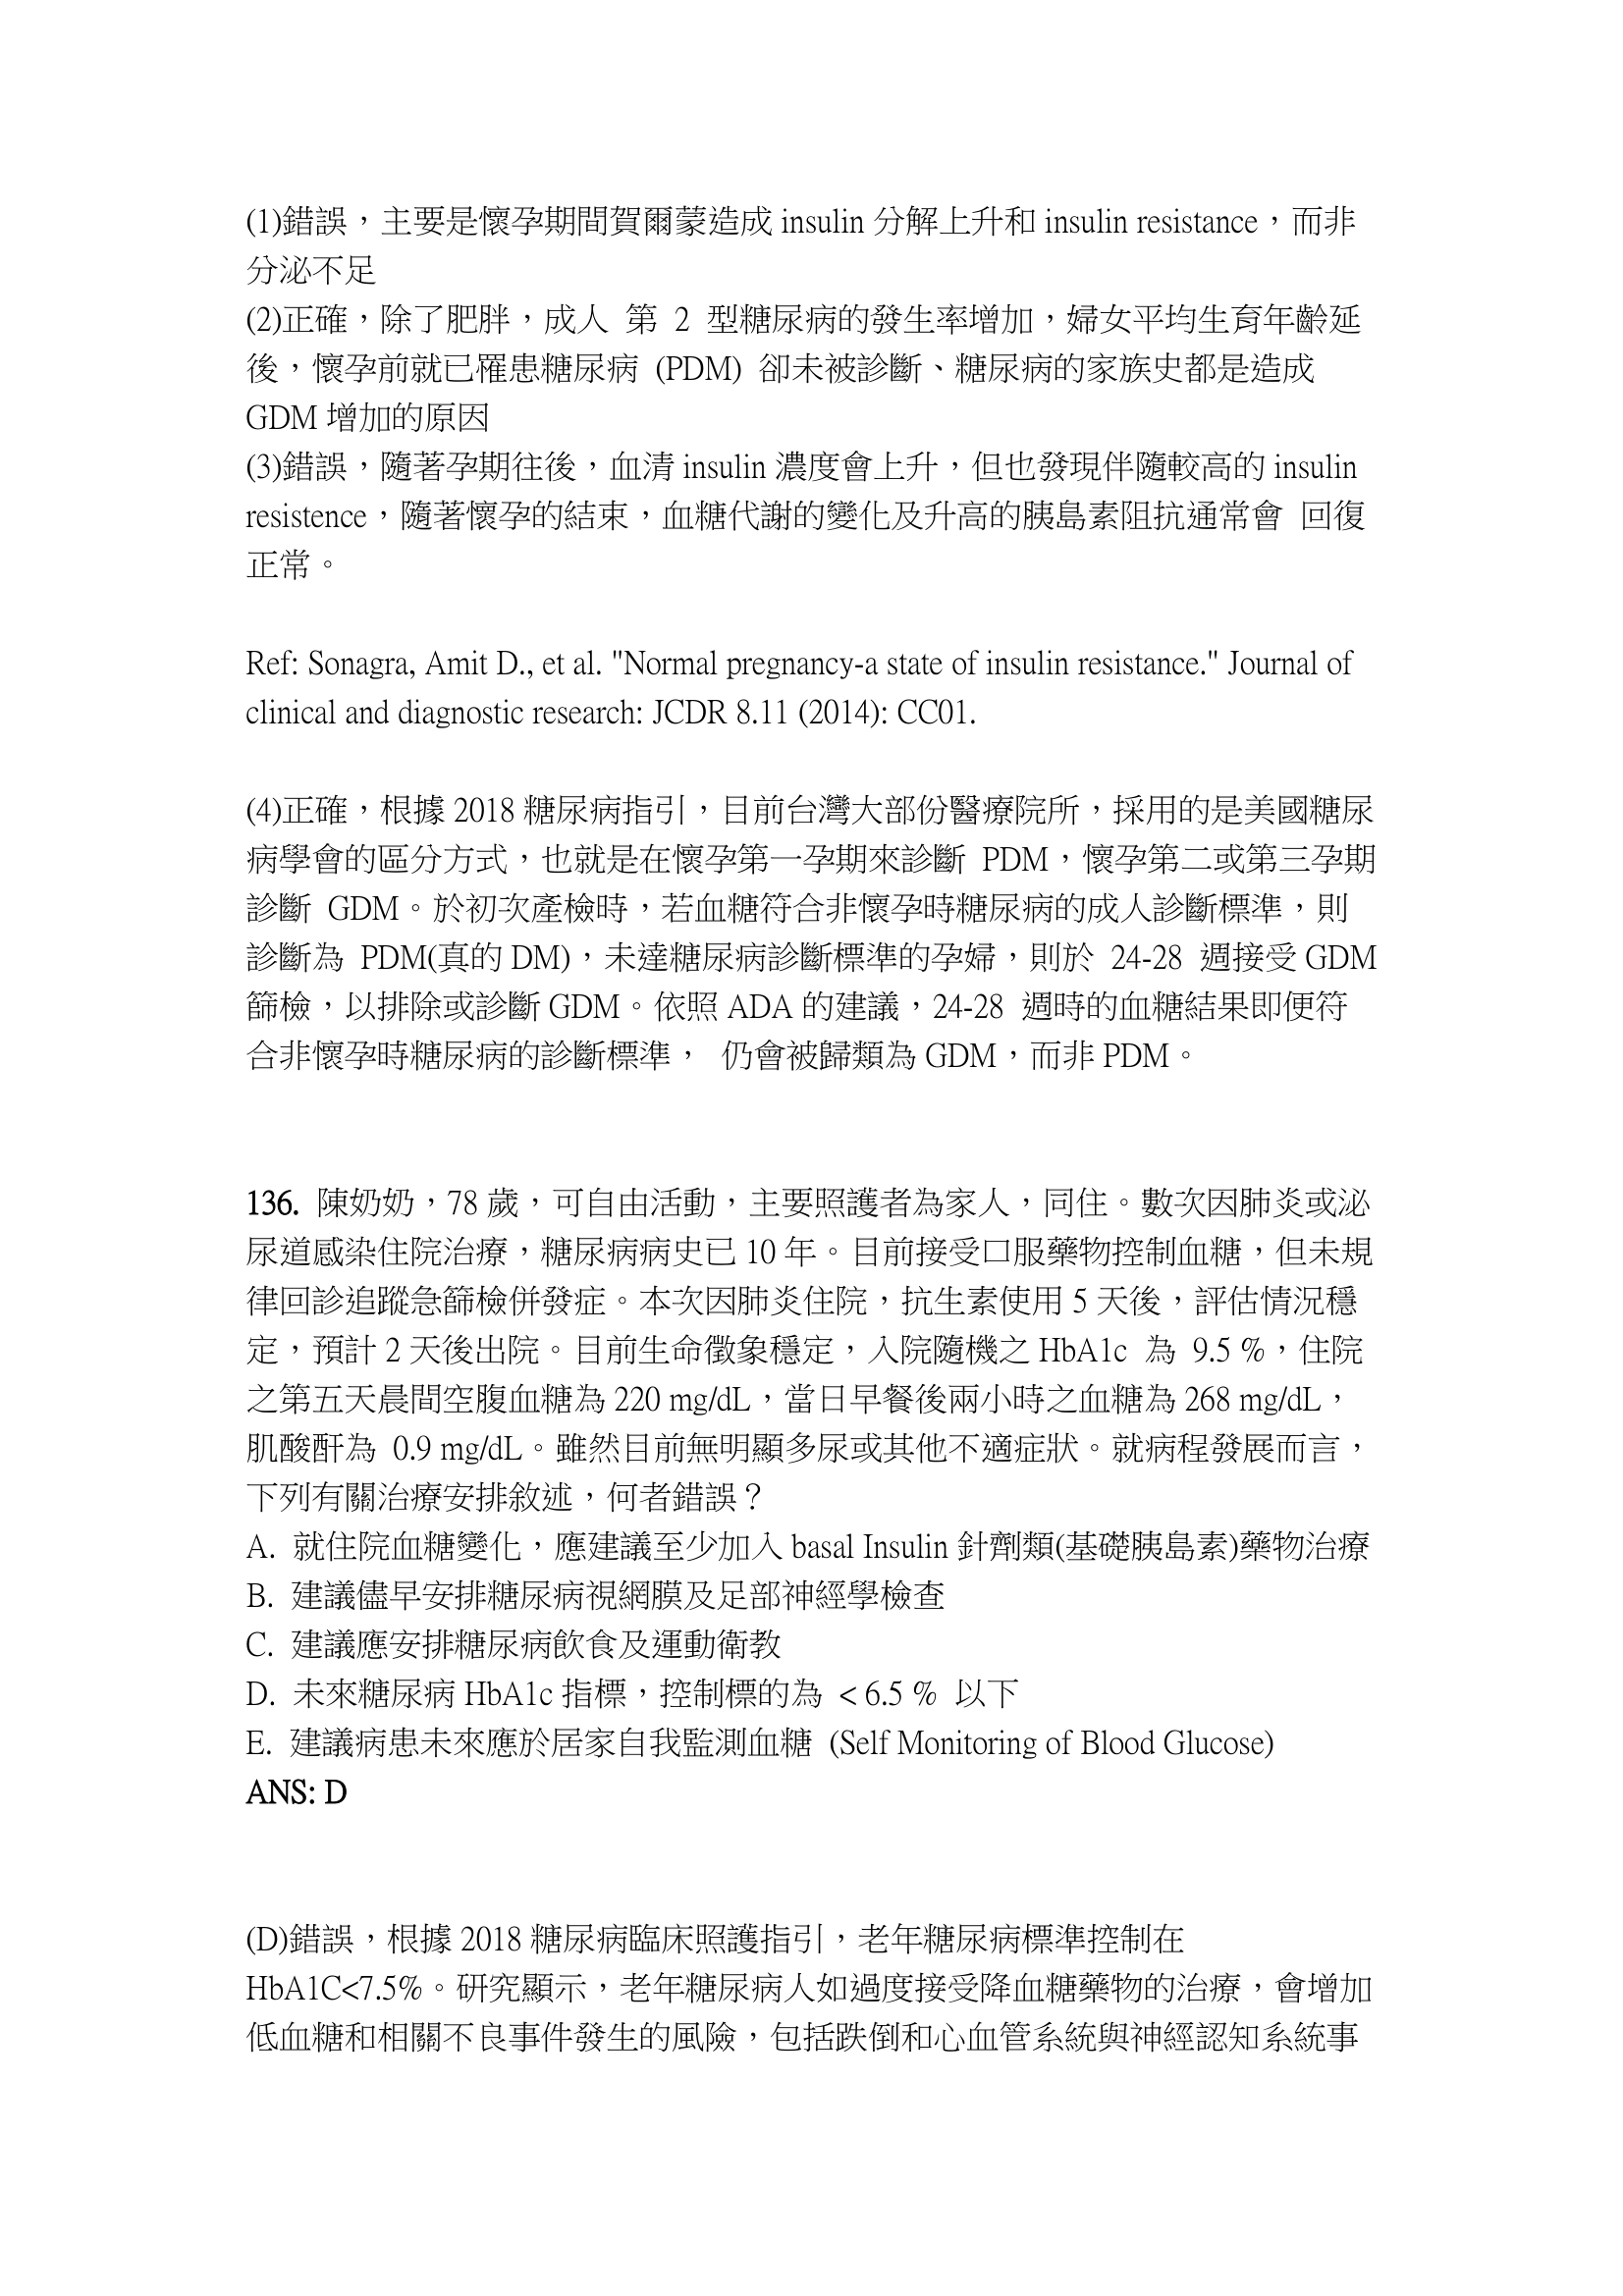 (1)錯誤，主要是懷孕期間賀爾蒙造成 insulin 分解上升和 insulin resistance，而非
分泌不足
(2)正確，除了肥胖，成人 第 2 型糖尿病的發生率增加，婦女平均生育年齡延
後，懷孕前就已罹患糖尿病 (PDM) 卻未被診斷、糖尿病的家族史都是造成
GDM 增加的原因
(3)錯誤，隨著孕期往後，血清 insulin 濃度會上升，但也發現伴隨較高的 insulin
resistence，隨著懷孕的結束，血糖代謝的變化及升高的胰島素阻抗通常會 回復
正常。
Ref: Sonagra, Amit D., et al. "Normal pregnancy-a state of insulin resistance." Journal of
clinical and diagnostic research: JCDR 8.11 (2014): CC01.
(4)正確，根據 2018 糖尿病指引，目前台灣大部份醫療院所，採用的是美國糖尿
病學會的區分方式，也就是在懷孕第一孕期來診斷 PDM，懷孕第二或第三孕期
診斷 GDM。於初次產檢時，若血糖符合非懷孕時糖尿病的成人診斷標準，則
診斷為 PDM(真的 DM)，未達糖尿病診斷標準的孕婦，則於 24-28 週接受 GDM
篩檢，以排除或診斷 GDM。依照 ADA 的建議，24-28 週時的血糖結果即便符
合非懷孕時糖尿病的診斷標準， 仍會被歸類為 GDM，而非 PDM。
136. 陳奶奶，78 歲，可自由活動，主要照護者為家人，同住。數次因肺炎或泌
尿道感染住院治療，糖尿病病史已 10 年。目前接受口服藥物控制血糖，但未規
律回診追蹤急篩檢併發症。本次因肺炎住院，抗生素使用 5 天後，評估情況穩
定，預計 2 天後出院。目前生命徵象穩定，入院隨機之 HbA1c 為 9.5 %，住院
之第五天晨間空腹血糖為 220 mg/dL，當日早餐後兩小時之血糖為 268 mg/dL，
肌酸酐為 0.9 mg/dL。雖然目前無明顯多尿或其他不適症狀。就病程發展而言，
下列有關治療安排敘述，何者錯誤？
A. 就住院血糖變化，應建議至少加入 basal Insulin 針劑類(基礎胰島素)藥物治療
B. 建議儘早安排糖尿病視網膜及足部神經學檢查
C. 建議應安排糖尿病飲食及運動衛教
D. 未來糖尿病 HbA1c 指標，控制標的為 < 6.5 % 以下
E. 建議病患未來應於居家自我監測血糖 (Self Monitoring of Blood Glucose)
ANS: D
(D)錯誤，根據 2018 糖尿病臨床照護指引，老年糖尿病標準控制在
HbA1C<7.5%。研究顯示，老年糖尿病人如過度接受降血糖藥物的治療，會增加
低血糖和相關不良事件發生的風險，包括跌倒和心血管系統與神經認知系統事